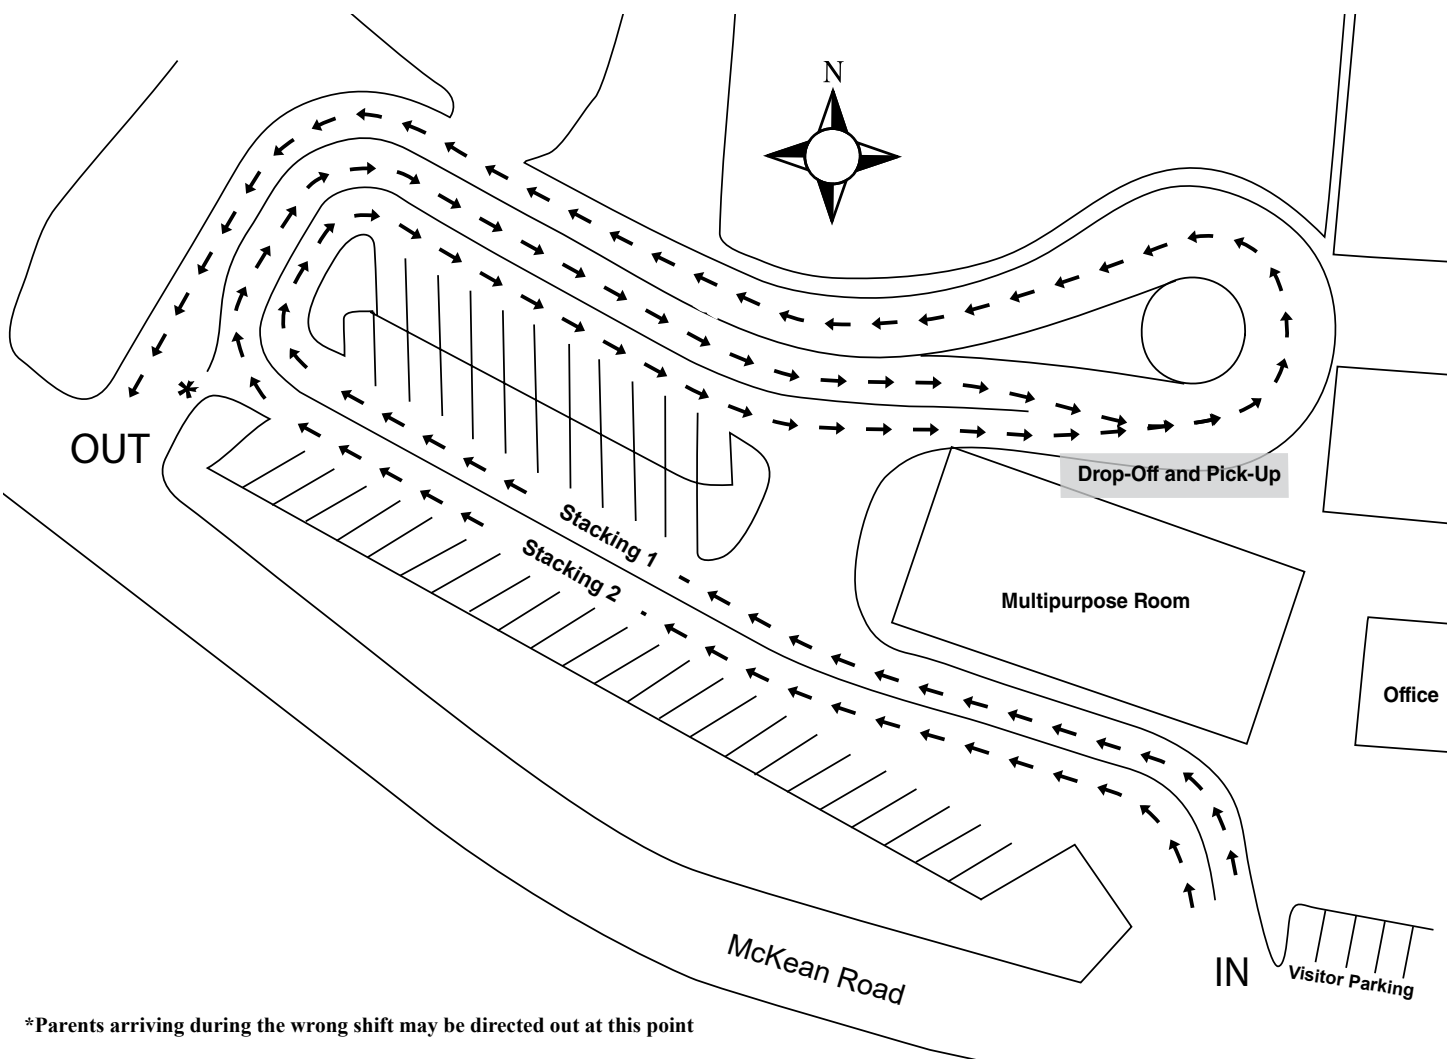 N
*
OUT
Drop-Off and Pick-Up
Stacking 1
Stacking 2
Multipurpose Room
Office
McKean Road
IN
Visitor Parking
*Parents arriving during the wrong shift may be directed out at this point